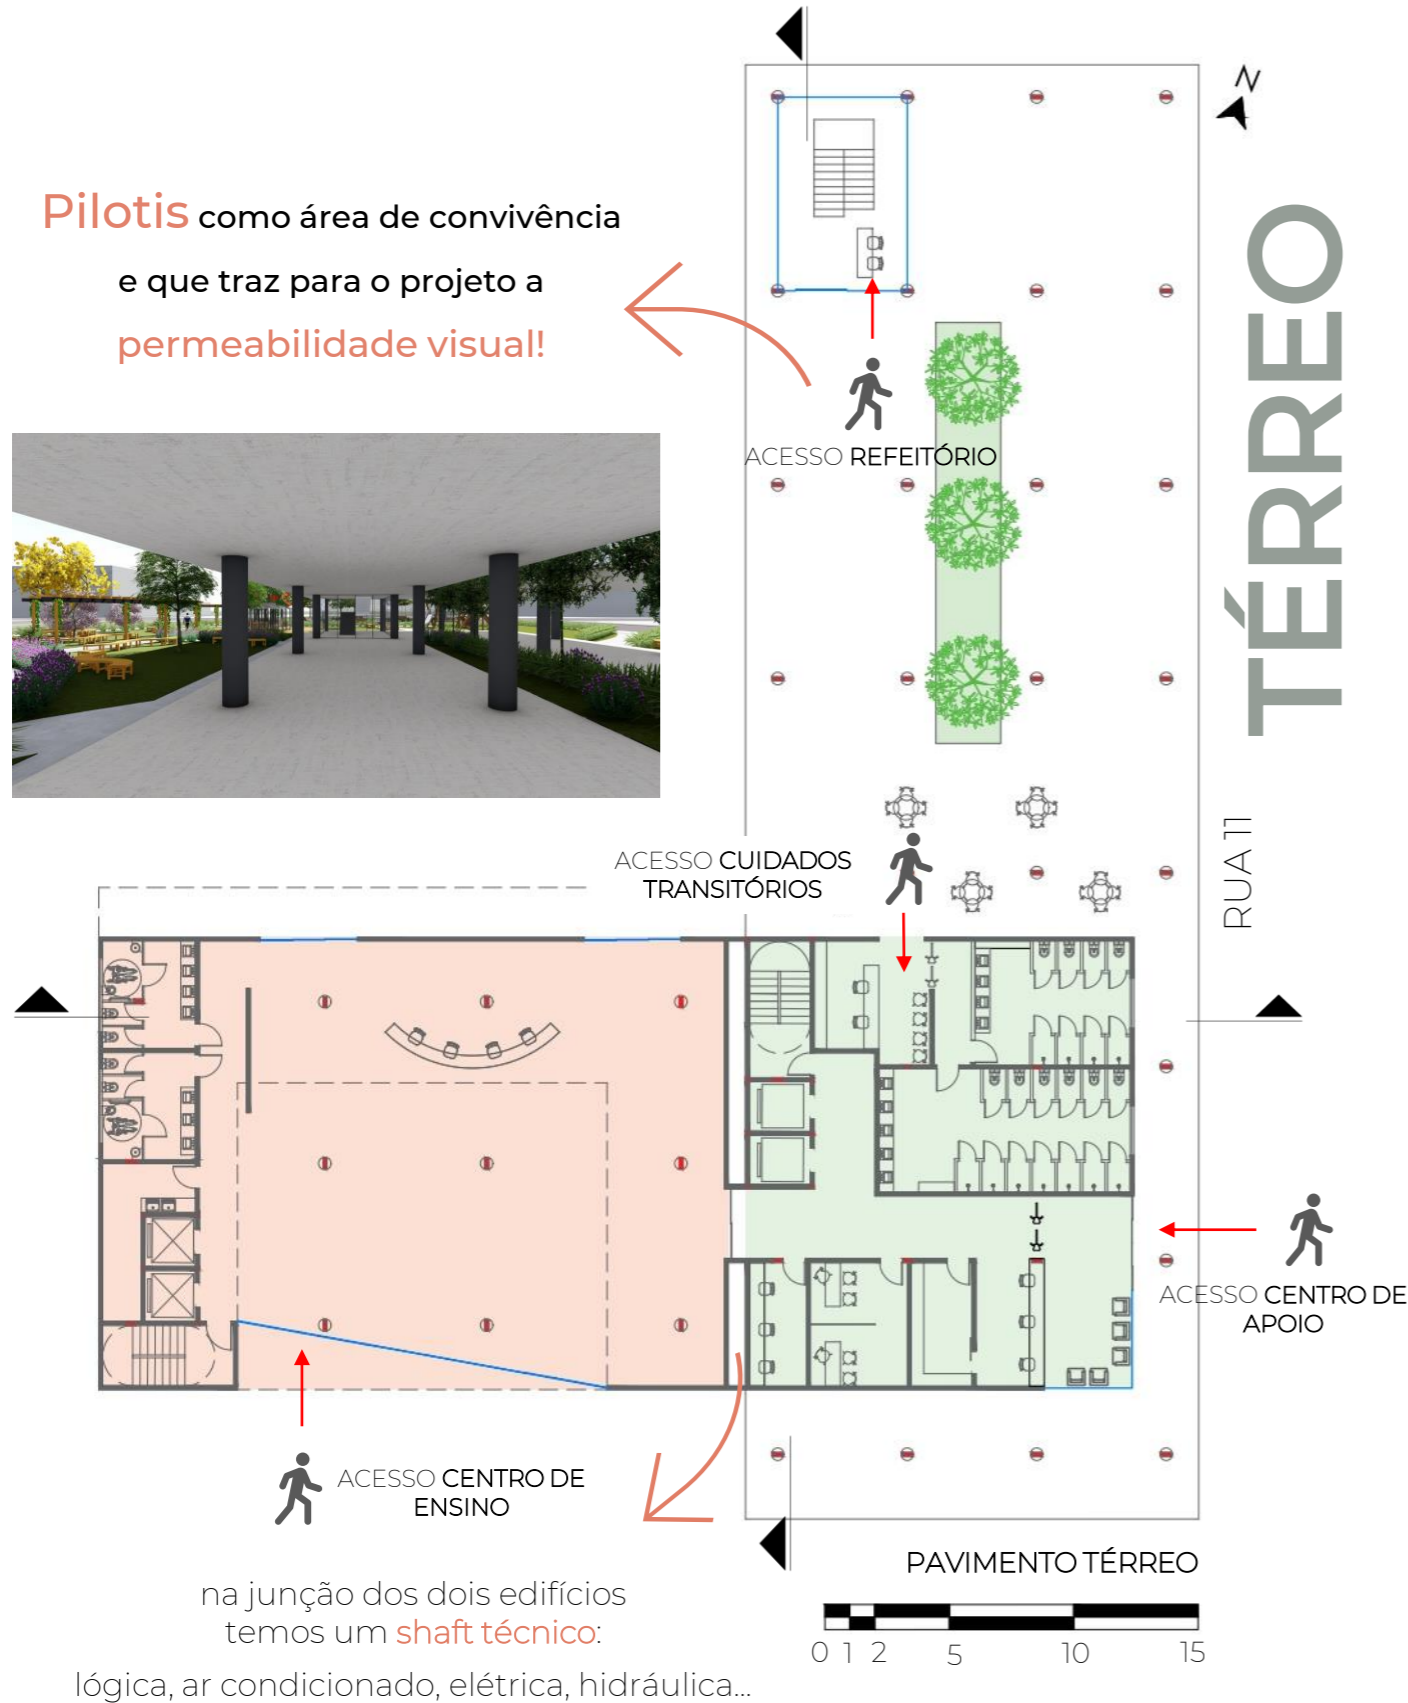 N
Pilotis como área de convivência
e que traz para o projeto a
permeabilidade visual!
TÉRREO
ACESSO REFEITÓRIO
ACESSO CUIDADOS
TRANSITÓRIOS
RUA 11
ACESSO CENTRO DE
APOIO
ACESSO CENTRO DE
ENSINO
na junção dos dois edifícios
temos um shaft técnico:
lógica, ar condicionado, elétrica, hidráulica...
PAVIMENTO TÉRREO
0 1 2 5 10 15